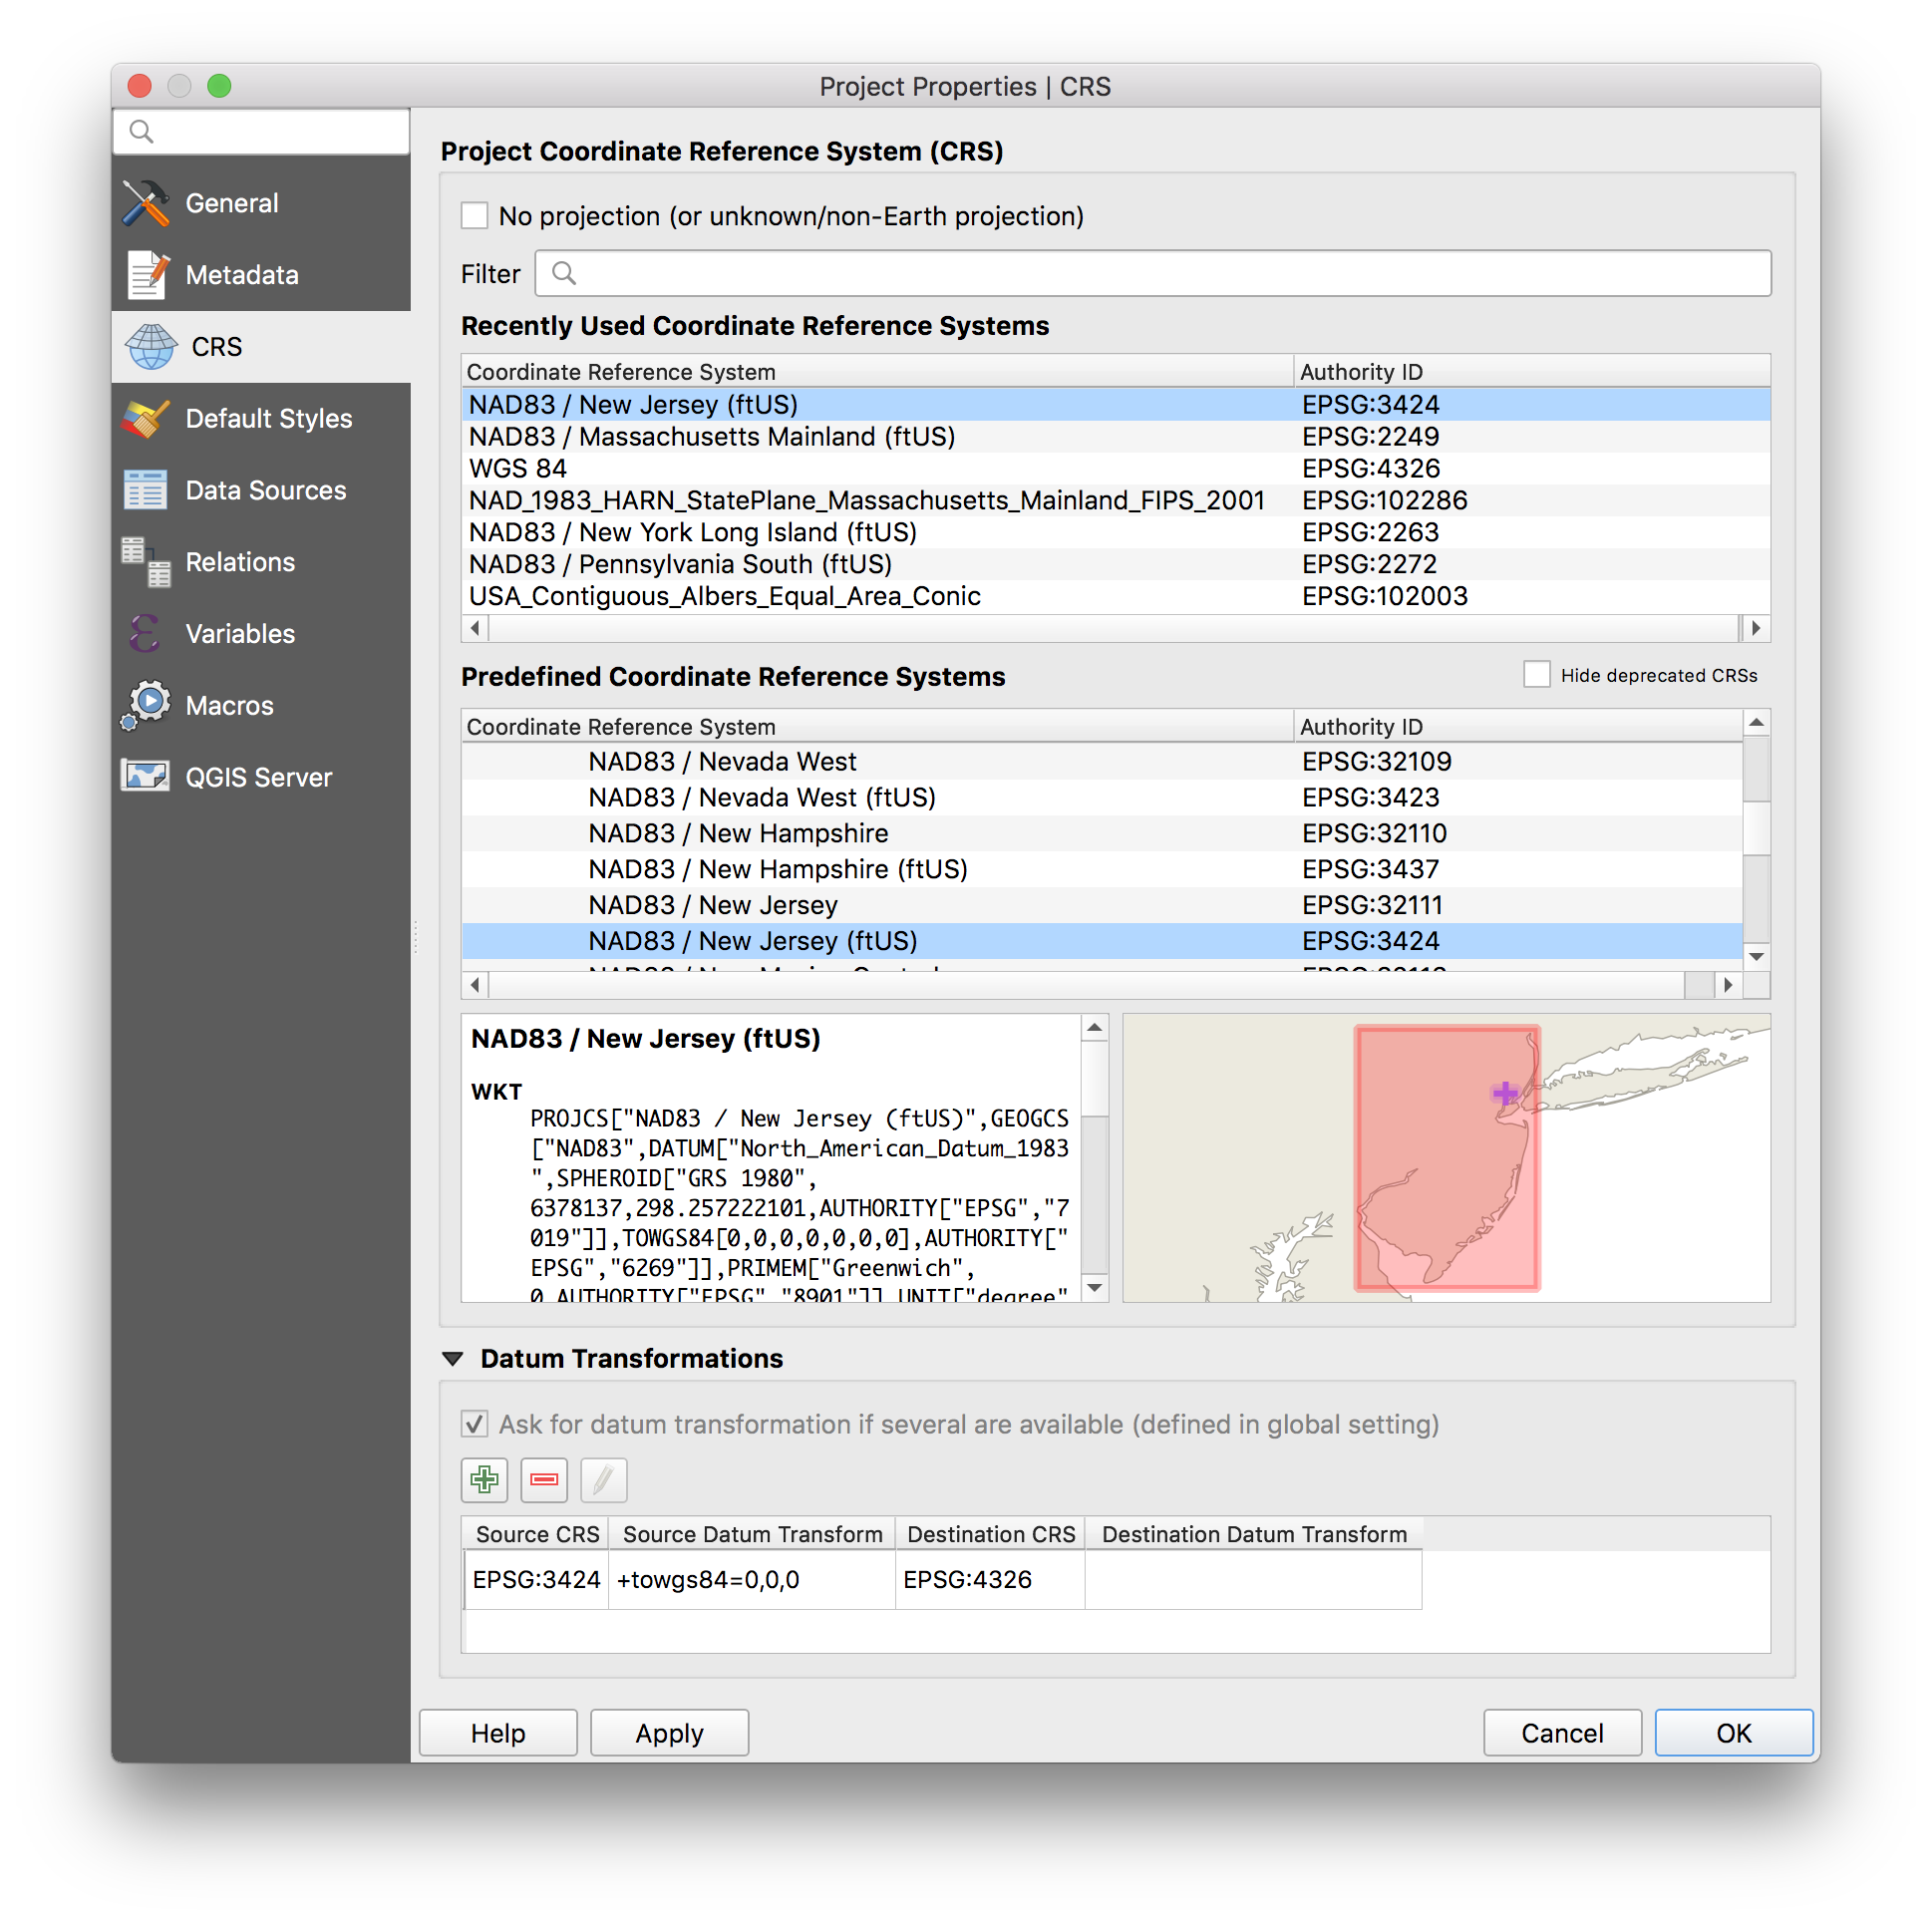 Project Properties | CRS
General
Metadata
CRS
Default Styles
Data Sources
Relations
Variables
Macros
QGIS Server
Project Coordinate Reference System (CRS)
No projection (or unknown/non-Earth projection)
Filter
Recently Used Coordinate Reference Systems
Coordinate Reference System Authority ID
NAD83 / New Jersey (ftUS) EPSG:3424
NAD83 / Massachusetts Mainland (ftUS) EPSG:2249
WGS 84 EPSG:4326
NAD_1983_HARN_StatePlane_Massachusetts_Mainland_FIPS_2001 EPSG:102286
NAD83 / New York Long Island (ftUS) EPSG:2263
NAD83 / Pennsylvania South (ftUS) EPSG:2272
USA_Contiguous_Albers_Equal_Area_Conic EPSG:102003
Predefined Coordinate Reference Systems Hide deprecated CRSs
Coordinate Reference System Authority ID
NAD83 / Nevada West EPSG:32109
NAD83 / Nevada West (ftUS) EPSG:3423
NAD83 / New Hampshire EPSG:32110
NAD83 / New Hampshire (ftUS) EPSG:3437
NAD83 / New Jersey EPSG:32111
NAD83 / New Jersey (ftUS) EPSG:3424
NAD83 / New Jersey (ftUS)
WKT
PROJCS["NAD83 / New Jersey (ftUS)",GEOGCS
["NAD83",DATUM["North_American_Datum_1983
",SPHEROID["GRS 1980",
6378137,298.257222101,AUTHORITY["EPSG","7
019"]],TOWGS84[0,0,0,0,0,0,0],AUTHORITY["
EPSG","6269"]],PRIMEM["Greenwich",
0,AUTHORITY["EPSG","8901"]],UNIT["degree"
Datum Transformations
Ask for datum transformation if several are available (defined in global setting)
Source CRS Source Datum Transform Destination CRS Destination Datum Transform
EPSG:3424 +towgs84=0,0,0 EPSG:4326
Help Apply Cancel OK